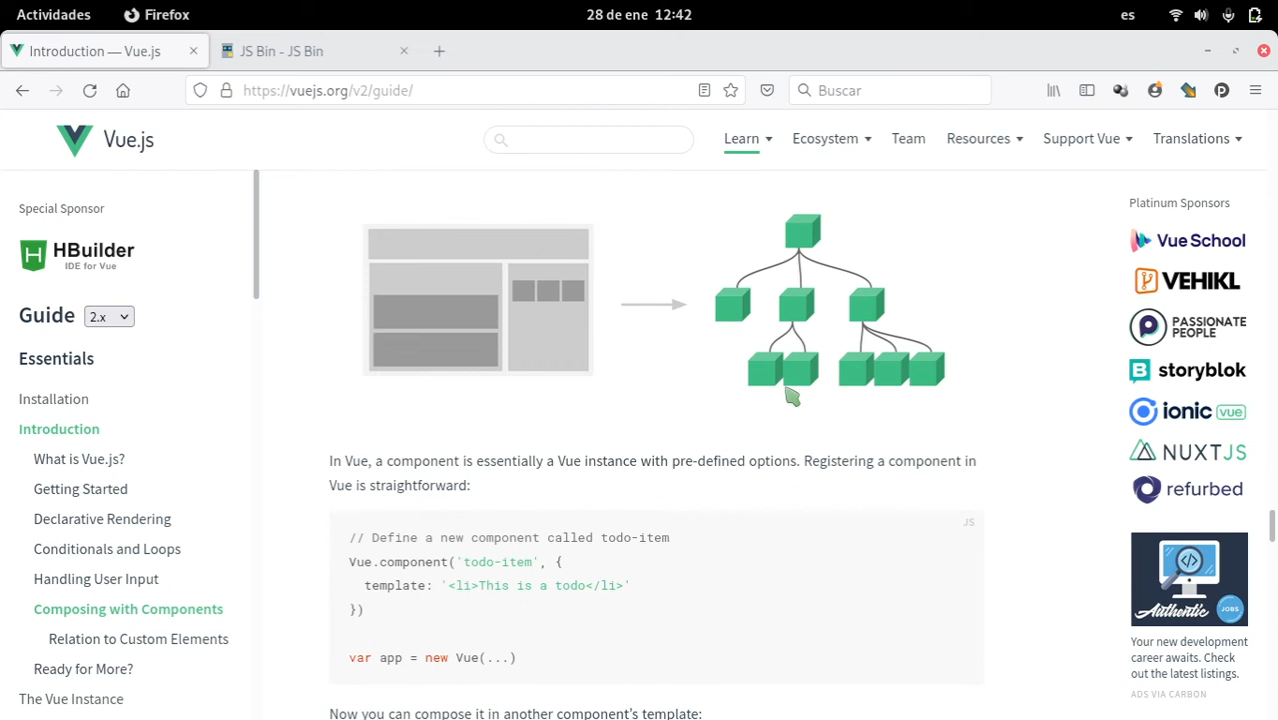 Actividades
Firefox
28 de ene 12:42
es
Introduction — Vue.js
JS Bin - JS Bin
https://vuejs.org/v2/guide/
Buscar
Vue.js
Learn
Ecosystem
Team
Resources
Support Vue
Translations
Special Sponsor
HBuilder
IDE for Vue
Guide
2.x
Essentials
Installation
Introduction
What is Vue.js?
Getting Started
Declarative Rendering
Conditionals and Loops
Handling User Input
Composing with Components
Relation to Custom Elements
Ready for More?
The Vue Instance
In Vue, a component is essentially a Vue instance with pre-defined options. Registering a component in
Vue is straightforward:
JS
// Define a new component called todo-item
Vue.component('todo-item', {
template: '<li>This is a todo</li>'
})
var app = new Vue(...)
Now you can compose it in another component's template:
Platinum Sponsors
Vue School
VEHIKL
PASSIONATE
PEOPLE
storyblok
ionic vue
NUXTJS
refurbed
Authentic
JOBS
Your new development
career awaits. Check
out the latest listings.
ADS VIA CARBON